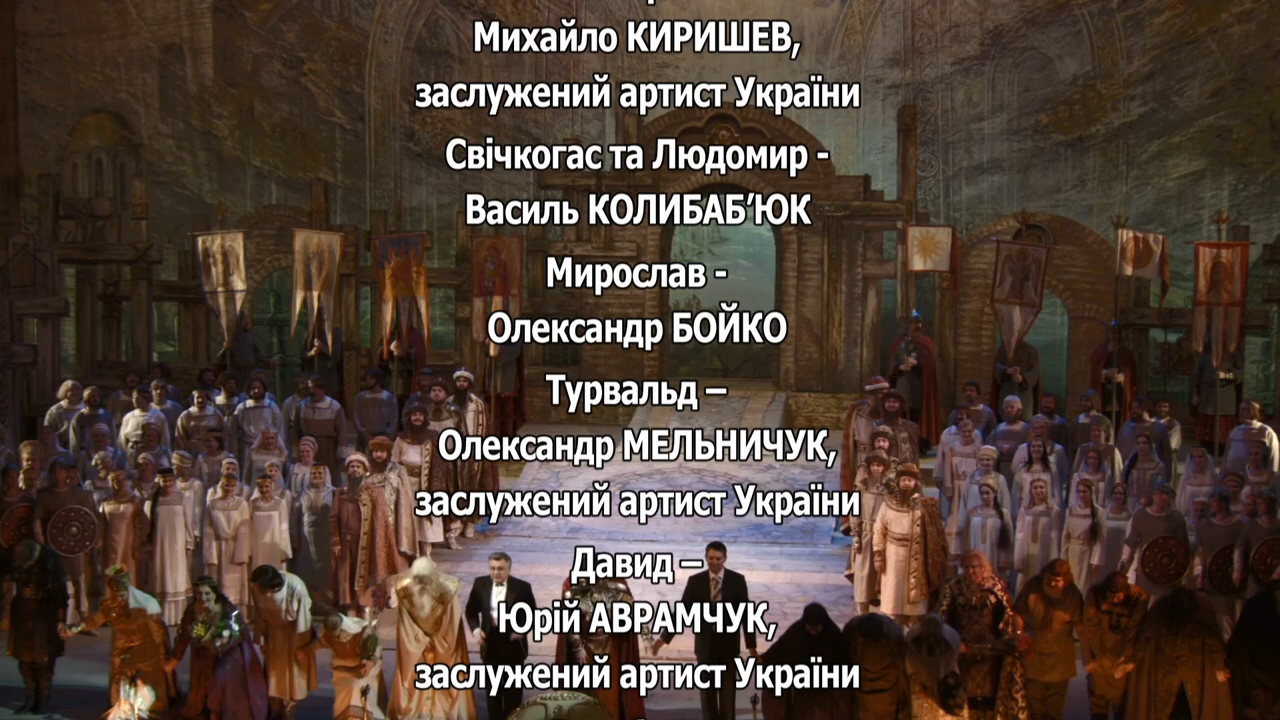 Михайло КИРИШЕВ,
заслужений артист України
Свічкогас та Людомир -
Василь КОЛИБАБ’ЮК
Мирослав -
Олександр БОЙКО
Турвальд –
Олександр МЕЛЬНИЧУК,
заслужений артист України
Давид –
Юрій АВРАМЧУК,
заслужений артист України